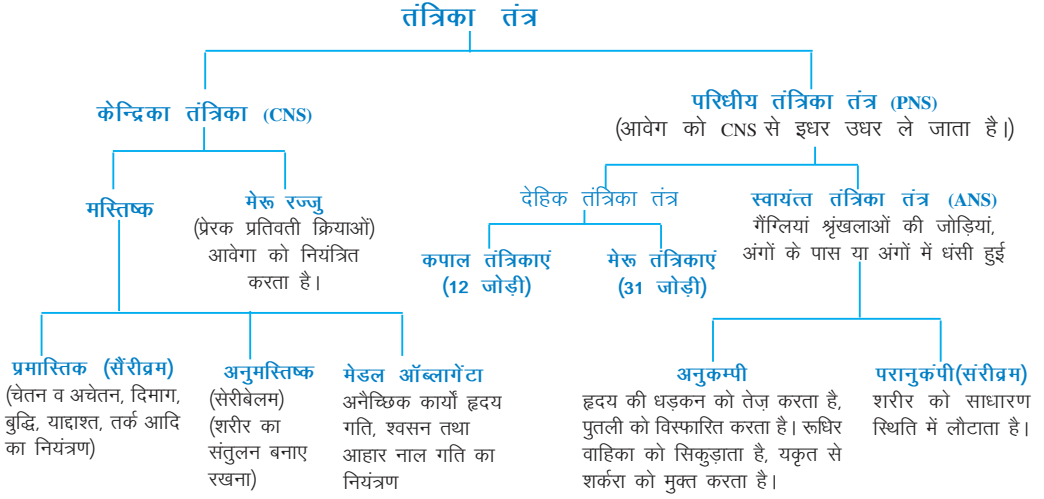 तंत्रिका तंत्र
केन्द्रिका तंत्रिका (CNS)
परिधीय तंत्रिका तंत्र (PNS)
(आवेग को CNS से इधर उधर ले जाता है।)
मस्तिष्क
मेरू रज्जु
(प्रेरक प्रतिवती क्रियाओं)
आवेगा को नियंत्रित
करता है।
देहिक तंत्रिका तंत्र
स्वायंत्त तंत्रिका तंत्र (ANS)
गैंग्लियां श्रृंखलाओं की जोड़ियां,
अंगों के पास या अंगों में धंसी हुई
कपाल तंत्रिकाएं
(12 जोड़ी)
मेरू तंत्रिकाएं
(31 जोड़ी)
प्रमास्तिक (सैंरीव्रम)
(चेतन व अचेतन, दिमाग,
बुद्धि, याद्दाश्त, तर्क आदि
का नियंत्रण)
अनुमस्तिष्क
(सेरीबेलम)
(शरीर का
संतुलन बनाए
रखना)
मेडल ऑब्लागेंटा
अनैच्छिक कार्यों हृदय
गति, श्वसन तथा
आहार नाल गति का
नियंत्रण
अनुकम्पी
हृदय की धड़कन को तेज़ करता है,
पुतली को विस्फारित करता है। रूधिर
वाहिका को सिकुड़ाता है, यकृत से
शर्करा को मुक्त करता है।
परानुकंपी(संरीव्रम)
शरीर को साधारण
स्थिति में लौटाता है।